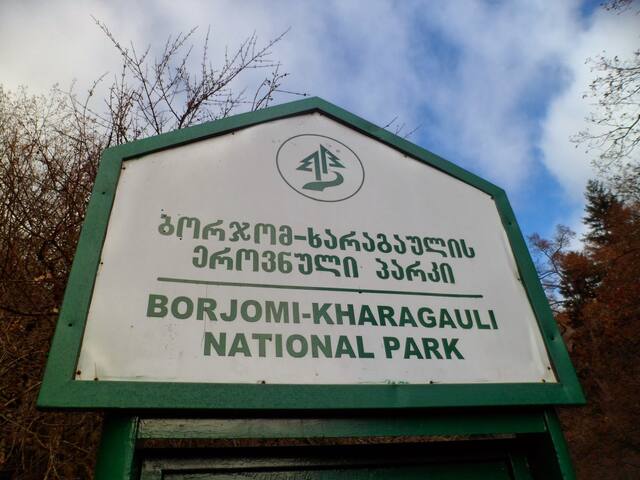 ბორჯომ-ხარაგაულის
ეროვნული პარკი
BORJOMI-KHARAGAULI
NATIONAL PARK